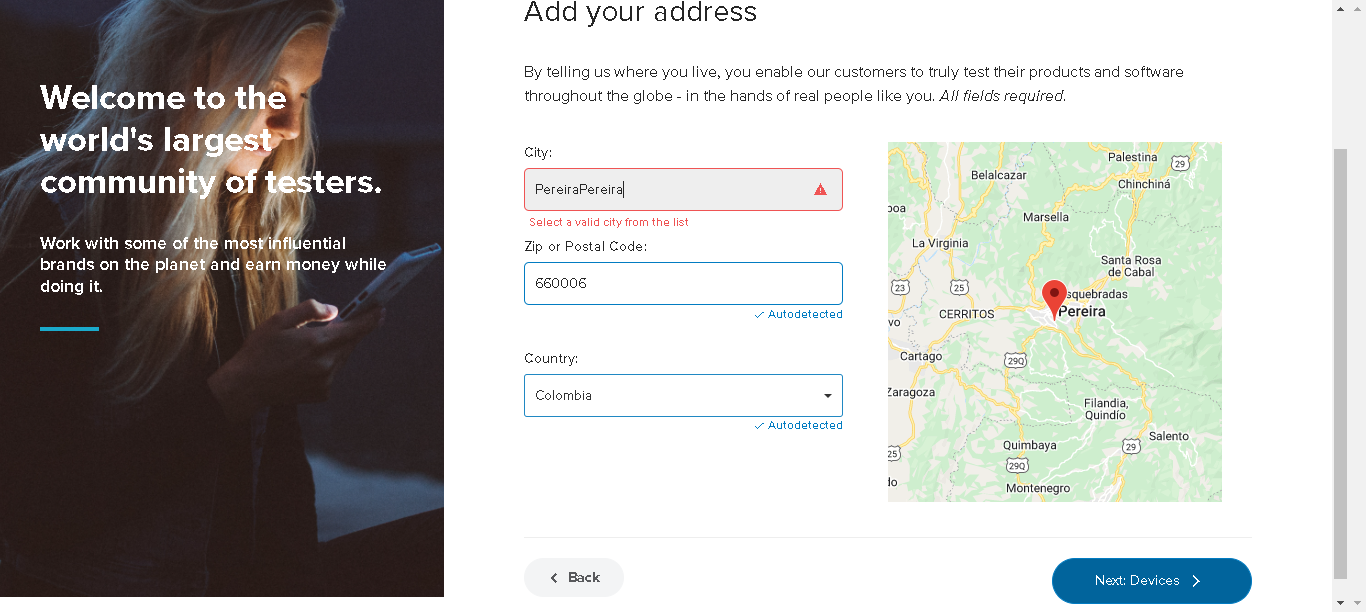 Add your address
Welcome to the
world's largest
community of testers.
Work with some of the most influential
brands on the planet and earn money while
doing it.
By telling us where you live, you enable our customers to truly test their products and software
throughout the globe - in the hands of real people like you. All fields required.
City:
PereiraPereira
Select a valid city from the list
Zip or Postal Code:
660006
Autodetected
Country:
Colombia
Autodetected
Palestina
29
Belalcazar
Chinchiná
Marsella
La Virginia
Santa Rosa
de Cabal
23
25
CERRITOS
Pereira
Cartago
29Q
Zaragoza
Filandia,
Quindío
Salento
Quimbaya
29
25
29Q
Montenegro
Back
Next: Devices